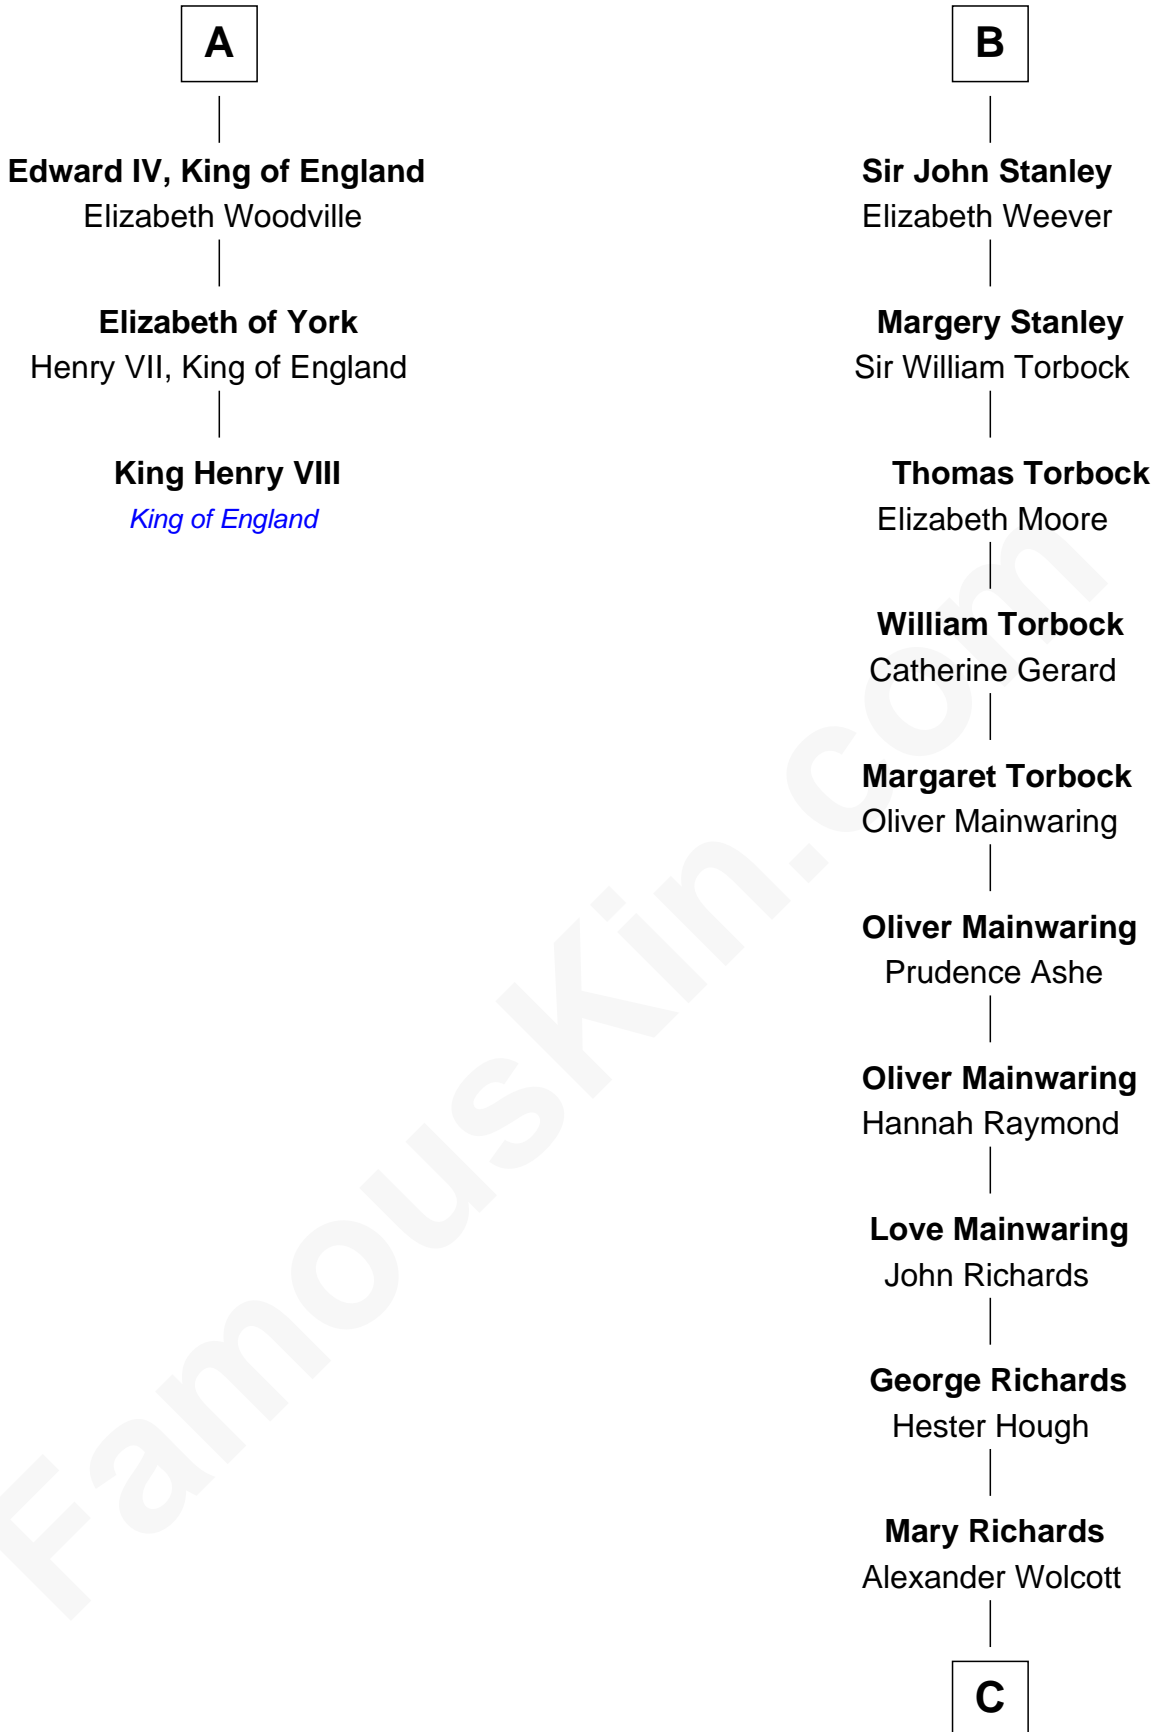 A
Edward IV, King of England
Elizabeth Woodville
Elizabeth of York
Henry VII, King of England
King Henry VIII
King of England
B
Sir John Stanley
Elizabeth Weever
Margery Stanley
Sir William Torbock
Thomas Torbock
Elizabeth Moore
William Torbock
Catherine Gerard
Margaret Torbock
Oliver Mainwaring
Oliver Mainwaring
Prudence Ashe
Oliver Mainwaring
Hannah Raymond
Love Mainwaring
John Richards
George Richards
Hester Hough
Mary Richards
Alexander Wolcott
C
FamousKin.com